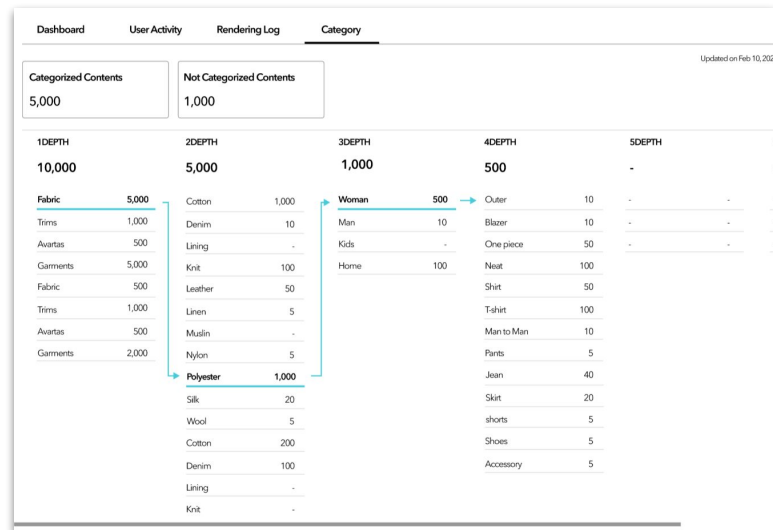 Dashboard User Activity Rendering Log Category
Updated on Feb 10, 202
Categorized Contents
5,000
Not Categorized Contents
1,000
1DEPTH
10,000
Fabric 5,000
Trims 1,000
Avartas 500
Garments 5,000
Fabric 500
Trims 1,000
Avartas 500
Garments 2,000
2DEPTH
5,000
Cotton 1,000
Denim 10
Lining -
Knit 100
Leather 50
Linen 5
Muslin -
Nylon 5
Polyester 1,000
Silk 20
Wool 5
Cotton 200
Denim 100
Lining -
Knit -
3DEPTH
1,000
Woman 500
Man 10
Kids -
Home 100
4DEPTH
500
Outer 10
Blazer 10
One piece 50
Neat 100
Shirt 50
T-shirt 100
Man to Man 10
Pants 5
Jean 40
Skirt 20
shorts 5
Shoes 5
Accessory 5
5DEPTH
-
- -
- -
- -